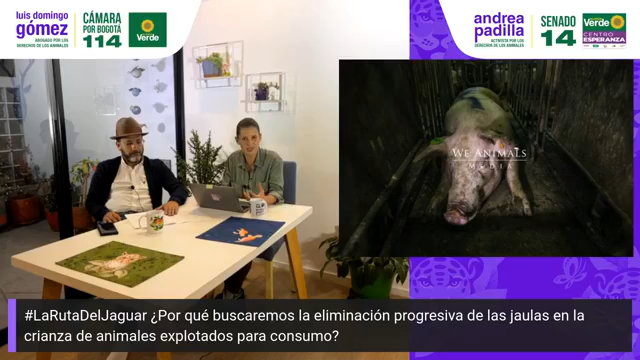 luis domingo
gómez
ABOGADO POR LOS
DERECHOS DE LOS ANIMALES
CÁMARA
POR BOGOTÁ
114
Verde
andrea
padilla
ACTIVISTA POR LOS
DERECHOS DE LOS ANIMALES
SENADO
14
Verde
CENTRO
ESPERANZA
WE ANIMALS
MEDIA
#LaRutaDelJaguar ¿Por qué buscaremos la eliminación progresiva de las jaulas en la
crianza de animales explotados para consumo?